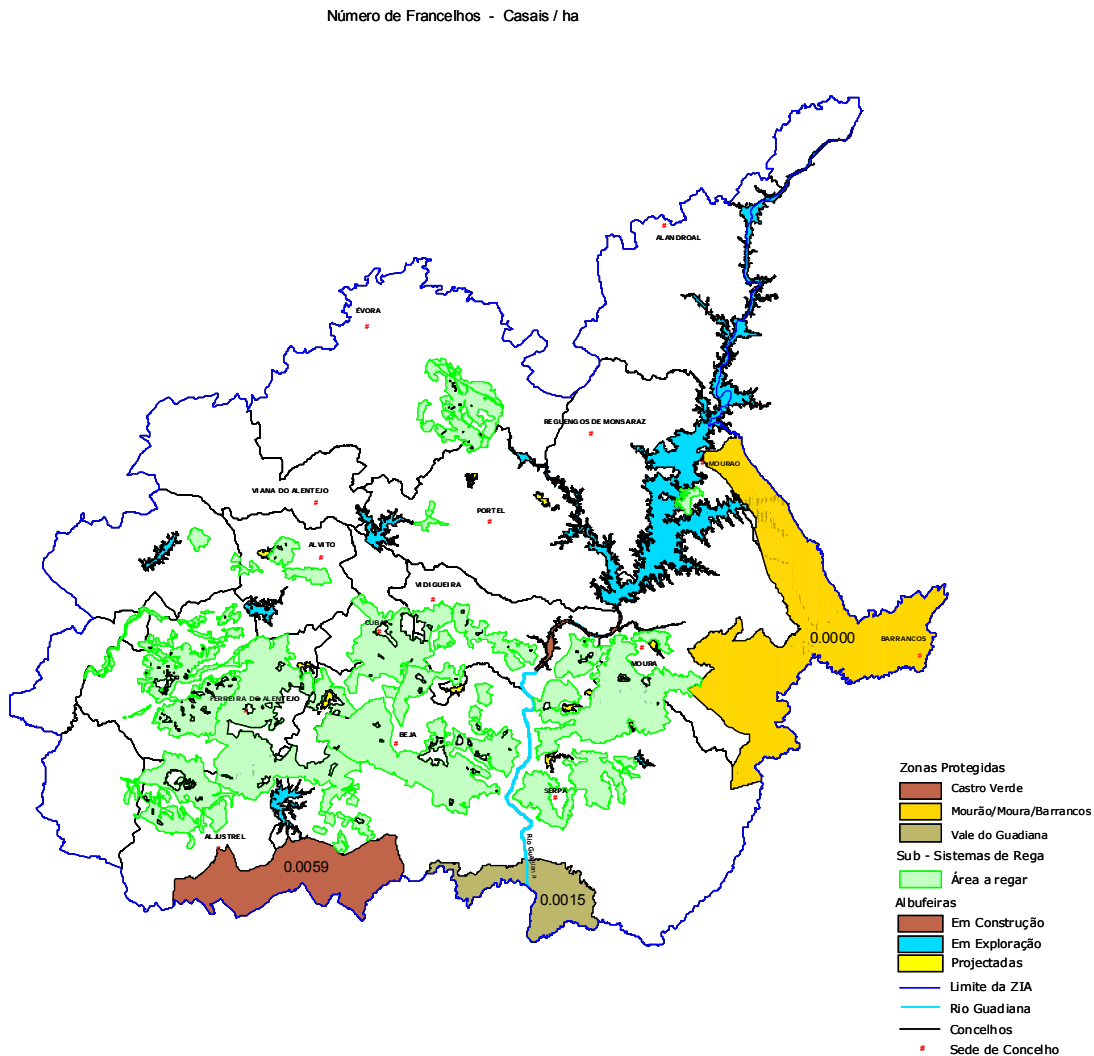 Número de Francelhos - Casais / ha
#
ALANDROAL
ÉVORA
#
REGUENGOS DE MONSARAZ
#
MOURAO
VIANA DO ALENTEJO
#
PORTEL
#
ALVITO
#
VIDIGUEIRA
#
CUBA
#
0.0000
BARRANCOS
#
#
MOURA
FERREIRA DO ALENTEJO
#
BEJA
#
SERPA
#
ALJUSTREL
#
Rio Guadiana
0.0059
0.0015
Zonas Protegidas
Castro Verde
Mourão/Moura/Barrancos
Vale do Guadiana
Sub - Sistemas de Rega
Área a regar
Albufeiras
Em Construção
Em Exploração
Projectadas
Limite da ZIA
Rio Guadiana
Concelhos
# Sede de Concelho